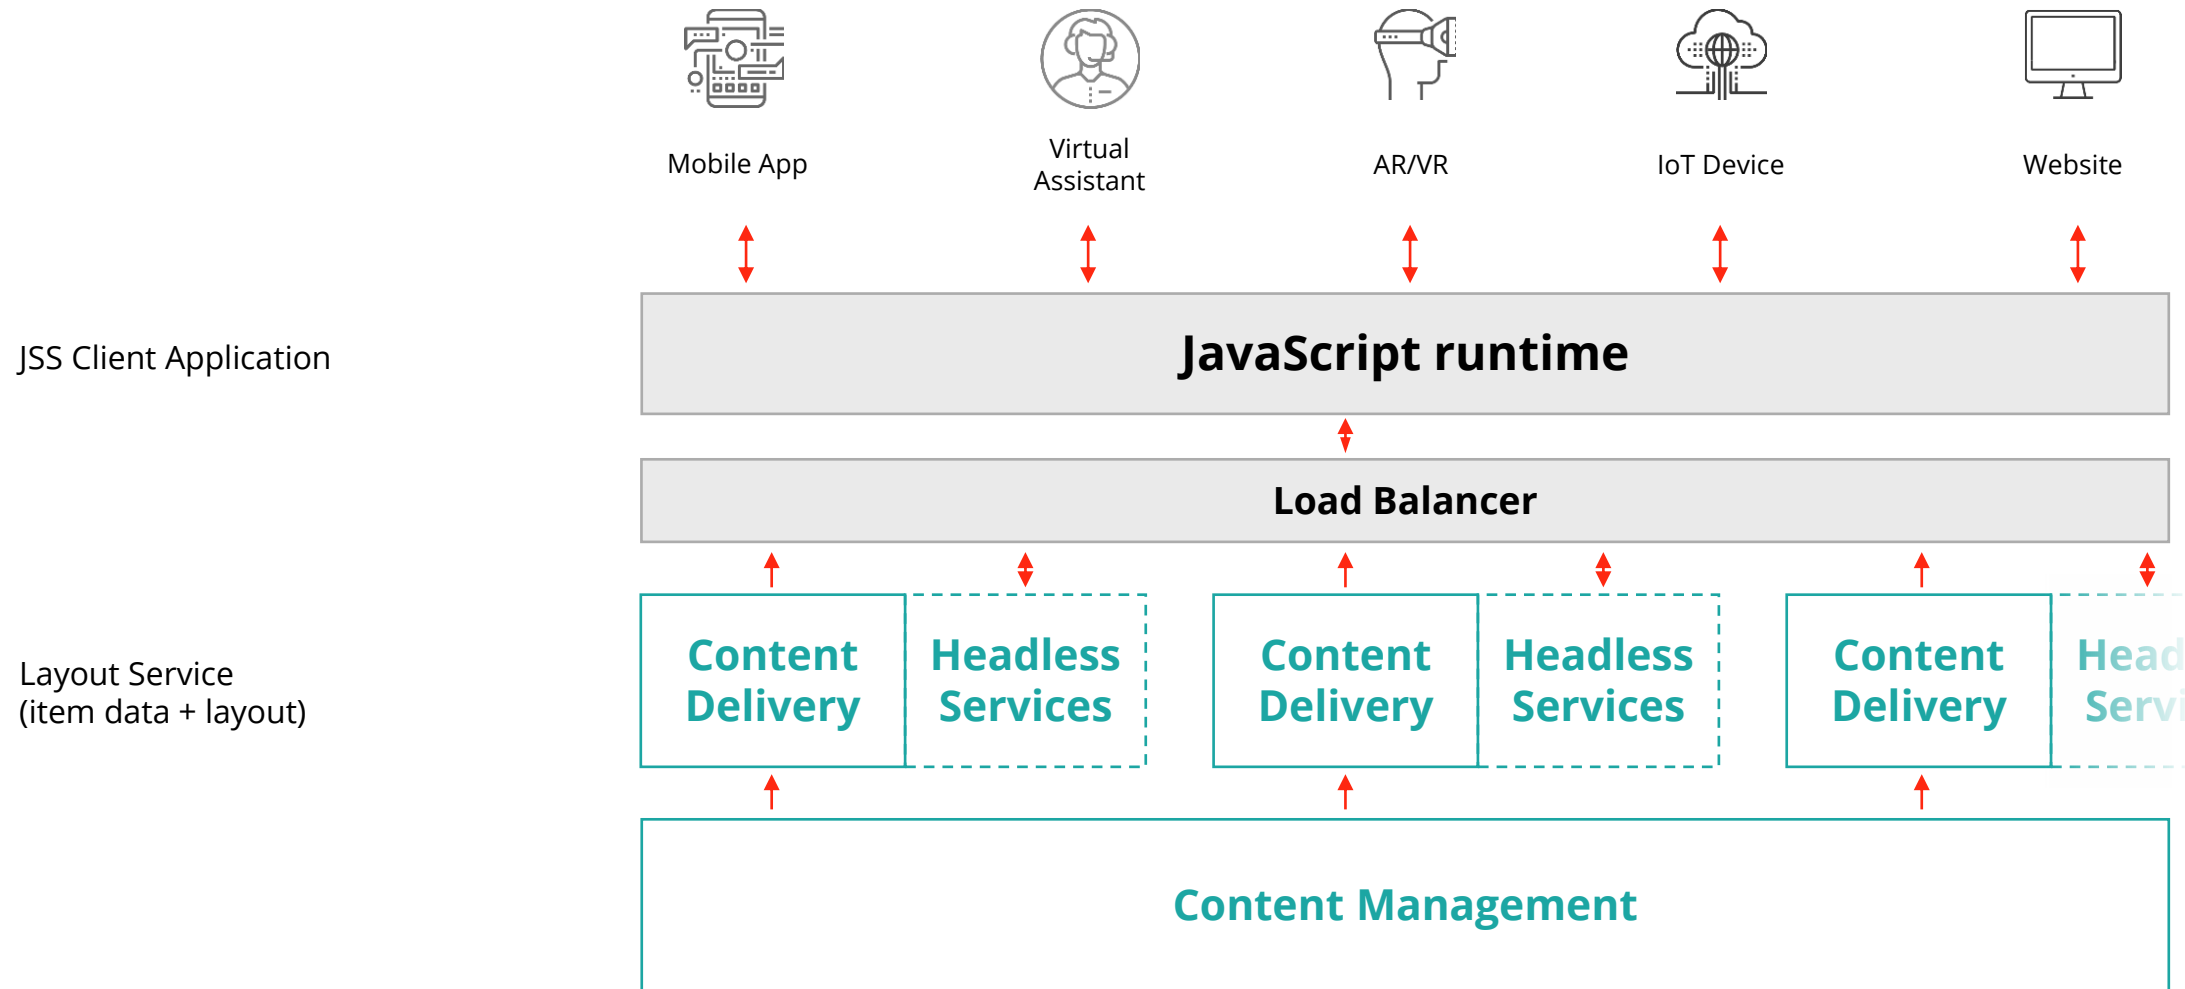 Mobile App
Virtual
Assistant
AR/VR
IoT Device
Website
JSS Client Application
JavaScript runtime
Load Balancer
Layout Service
(item data + layout)
Content
Delivery
Headless
Services
Content
Delivery
Headless
Services
Content
Delivery
Content Management